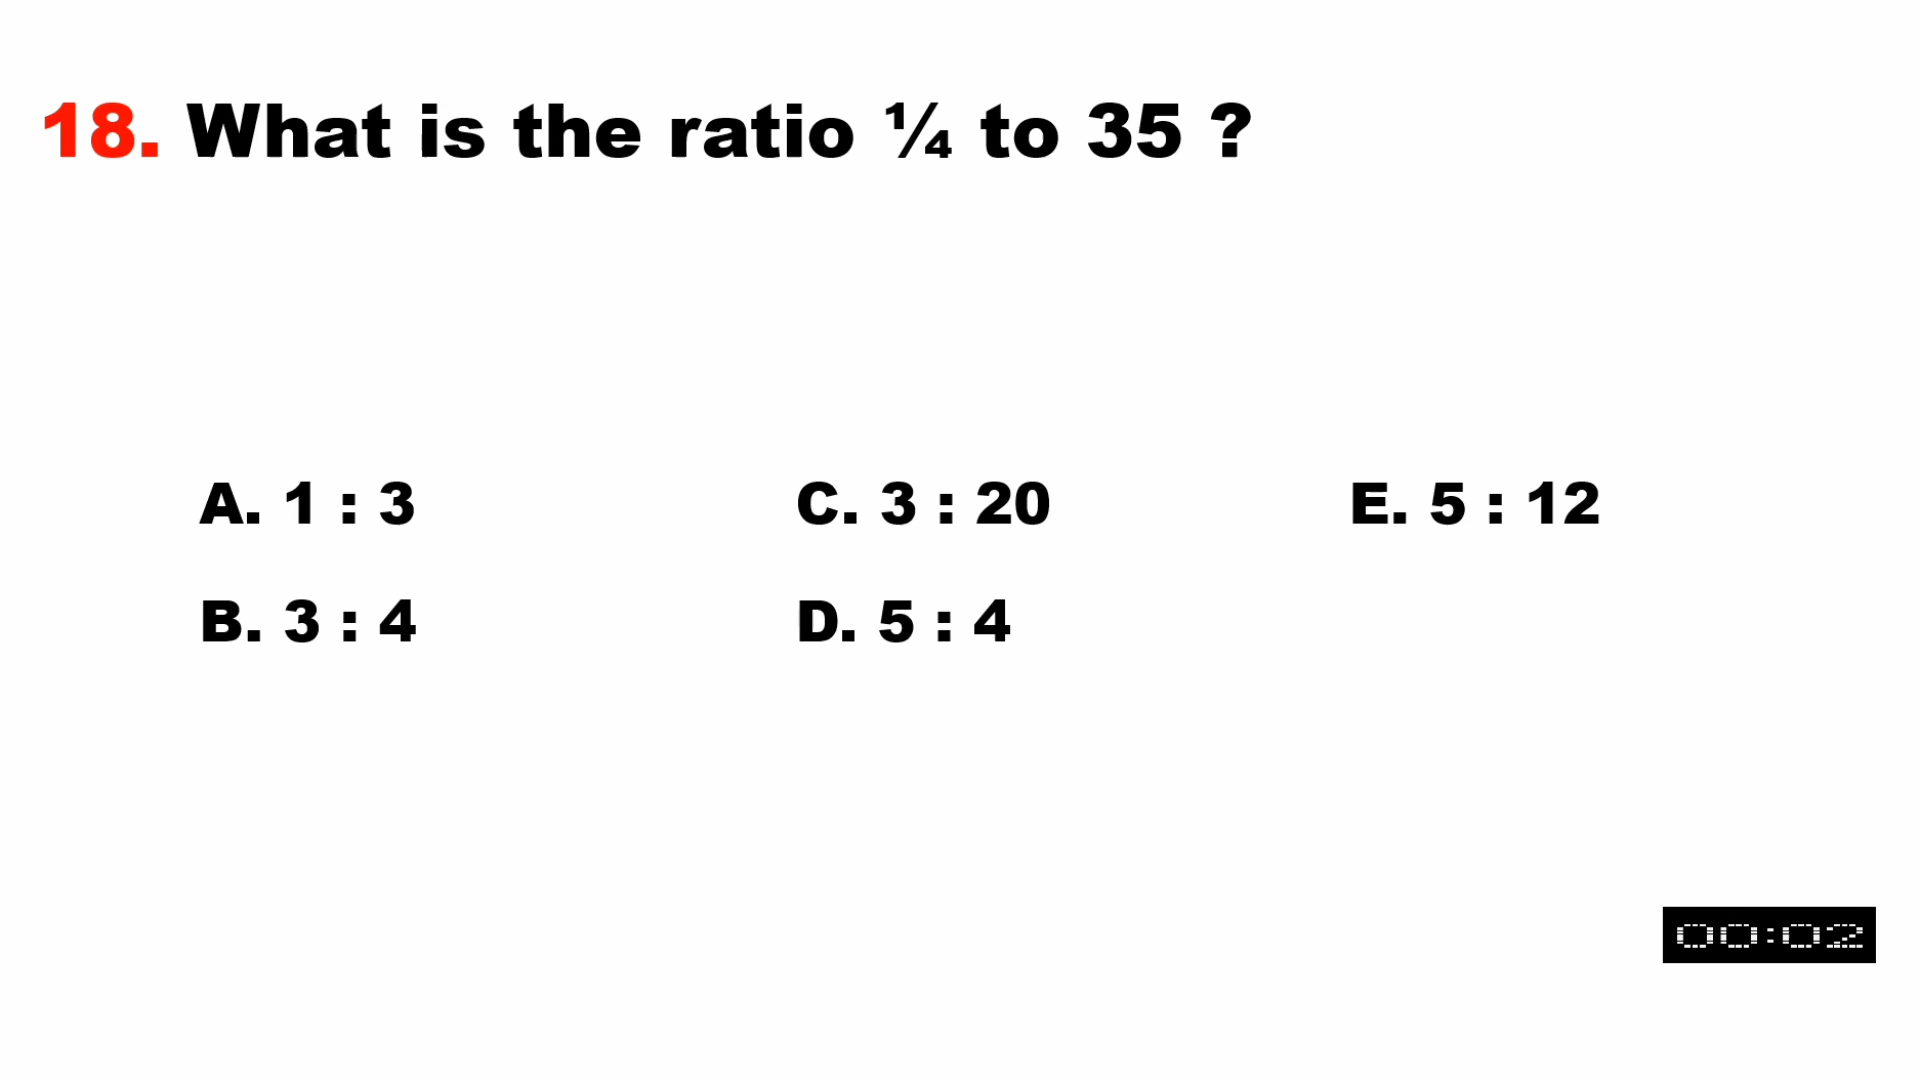 18. What is the ratio ¼ to 35 ?
A. 1 : 3
C. 3 : 20
E. 5 : 12
B. 3 : 4
D. 5 : 4
00:02